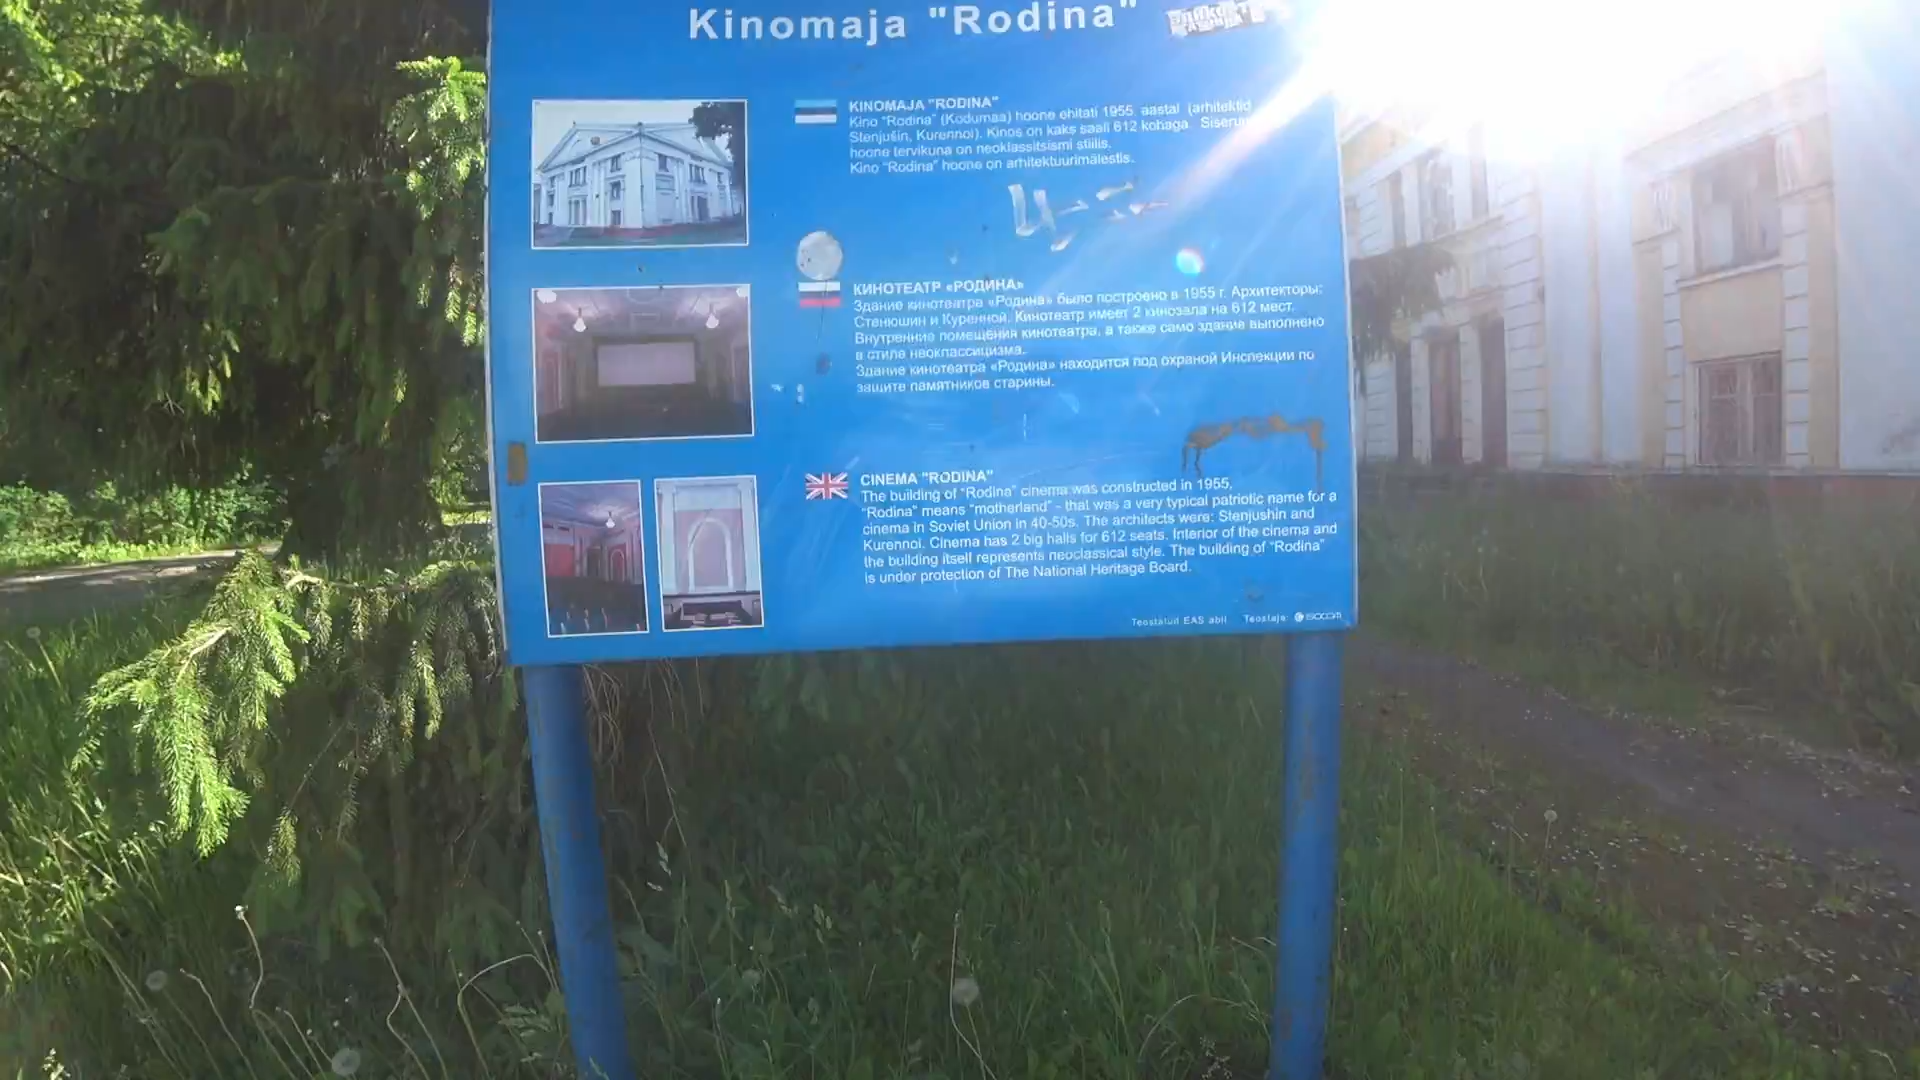 Kinomaja "Rodina"
KINOMAJA "RODINA"
Kino "Rodina" (Kodumaa) hoone ehitati 1955. aastal (arhitektid
Stenjušin, Kurennoi). Kinos on kaks saali 612 kohaga.
hoone tervikuna on neoklassitsismi stiilis.
Kino "Rodina" hoone on arhitektuurimälestis.
КИНОТЕАТР «РОДИНА»
Здание кинотеатра «Родина» было построено в 1955 г. Архитекторы:
Стенюшин и Куренной. Кинотеатр имеет 2 кинозала на 612 мест.
Внутренние помещения кинотеатра, а также само здание выполнено
в стиле неоклассицизма.
Здание кинотеатра «Родина» находится под охраной Инспекции по
защите памятников старины.
CINEMA "RODINA"
The building of "Rodina" cinema was constructed in 1955,
"Rodina" means "motherland" - that was a very typical patriotic name for a
cinema in Soviet Union in 40-50s. The architects were: Stenjushin and
Kurennoi. Cinema has 2 big halls for 612 seats. Interior of the cinema and
the building itself represents neoclassical style. The building of "Rodina"
is under protection of The National Heritage Board.
Teostatud EAS abil Teostaja: